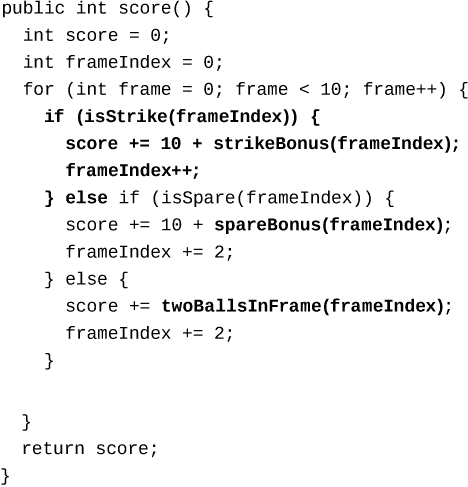 public int score() {
  int score = 0;
  int frameIndex = 0;
  for (int frame = 0; frame < 10; frame++) {
    if (isStrike(frameIndex)) {
      score += 10 + strikeBonus(frameIndex);
      frameIndex++;
    } else if (isSpare(frameIndex)) {
      score += 10 + spareBonus(frameIndex);
      frameIndex += 2;
    } else {
      score += twoBallsInFrame(frameIndex);
      frameIndex += 2;
    }
  }
  return score;
}